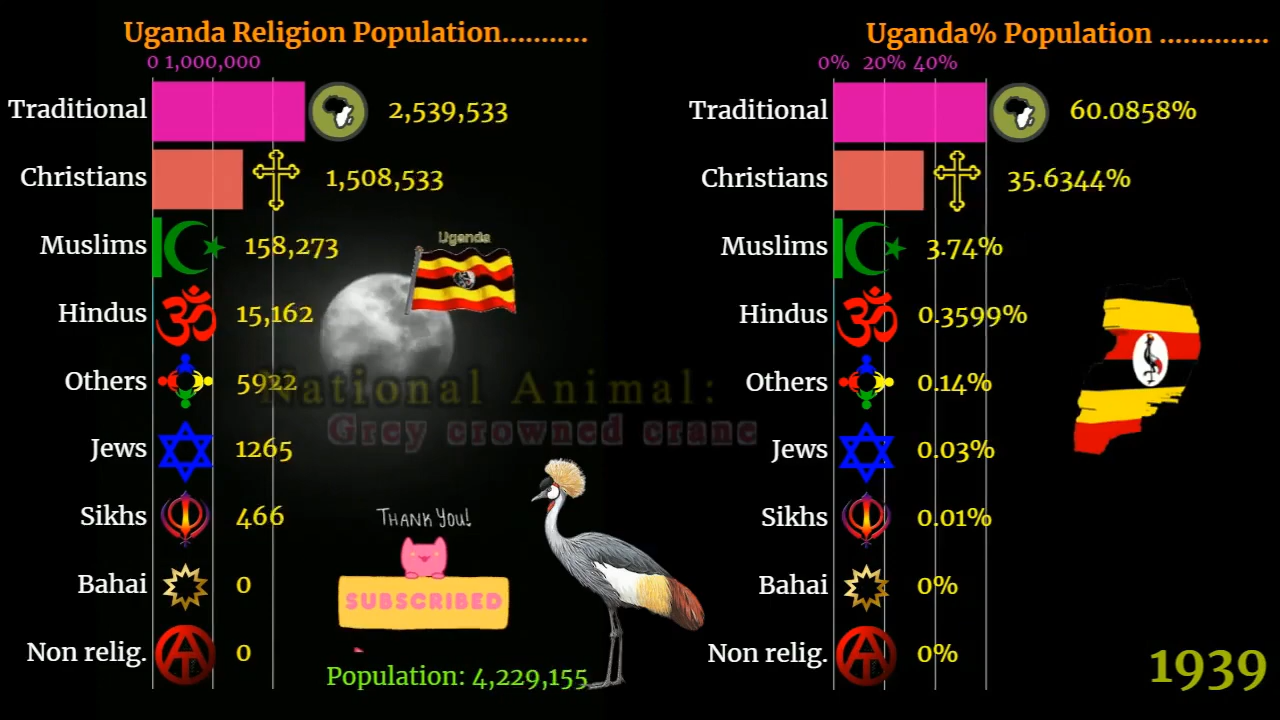 Uganda Religion Population...........
0 1,000,000
Traditional 2,539,533
Christians 1,508,533
Muslims 158,273
Hindus 15,162
Others 5922
Jews 1265
Sikhs 466
Bahai 0
Non relig. 0
Uganda
National Animal:
Grey crowned crane
THANK YOU!
SUBSCRIBED
Population: 4,229,155
Uganda% Population ..............
0% 20% 40%
Traditional 60.0858%
Christians 35.6344%
Muslims 3.74%
Hindus 0.3599%
Others 0.14%
Jews 0.03%
Sikhs 0.01%
Bahai 0%
Non relig. 0%
1939